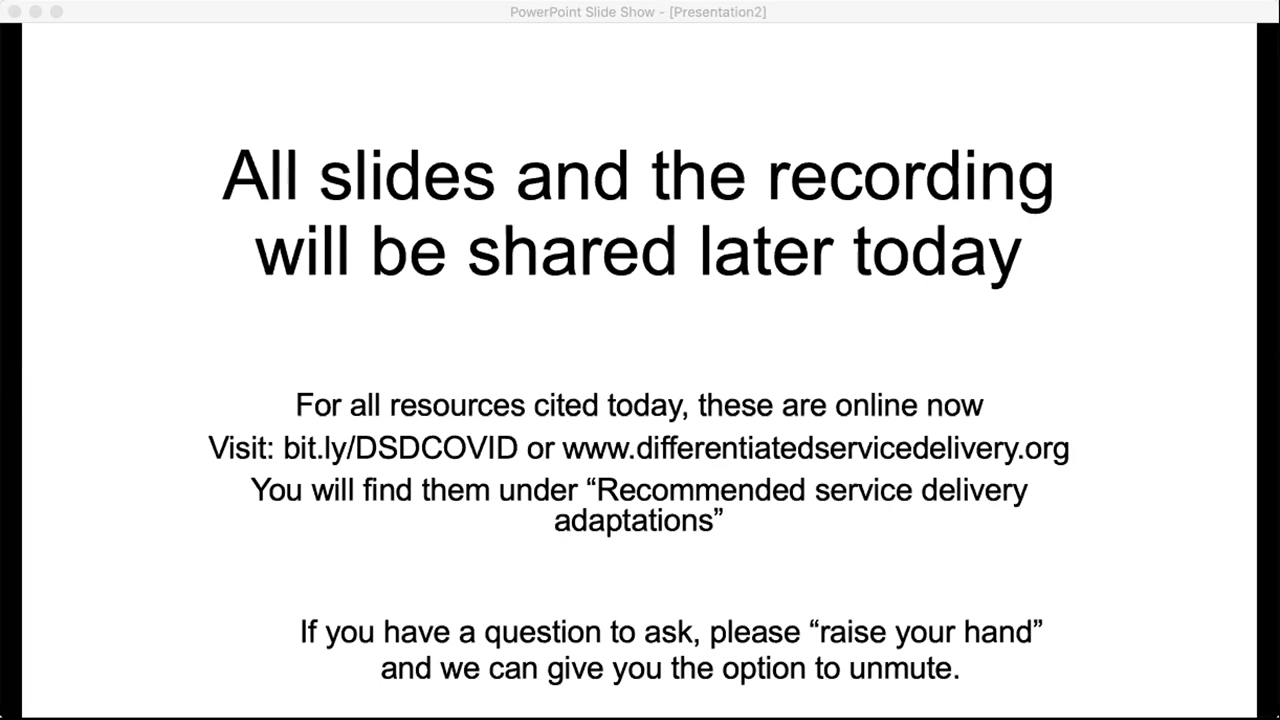 PowerPoint Slide Show - [Presentation2]
All slides and the recording
will be shared later today
For all resources cited today, these are online now
Visit: bit.ly/DSDCOVID or www.differentiatedservicedelivery.org
You will find them under “Recommended service delivery
adaptations”
If you have a question to ask, please “raise your hand”
and we can give you the option to unmute.